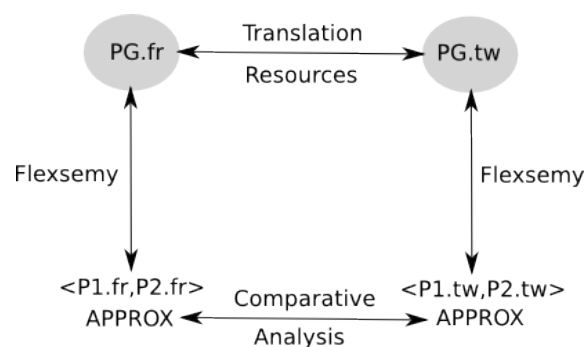 Translation
PG.fr
PG.tw
Resources
Flexsemy
Flexsemy
<P1.fr,P2.fr>
APPROX
Comparative
Analysis
<P1.tw,P2.tw>
APPROX